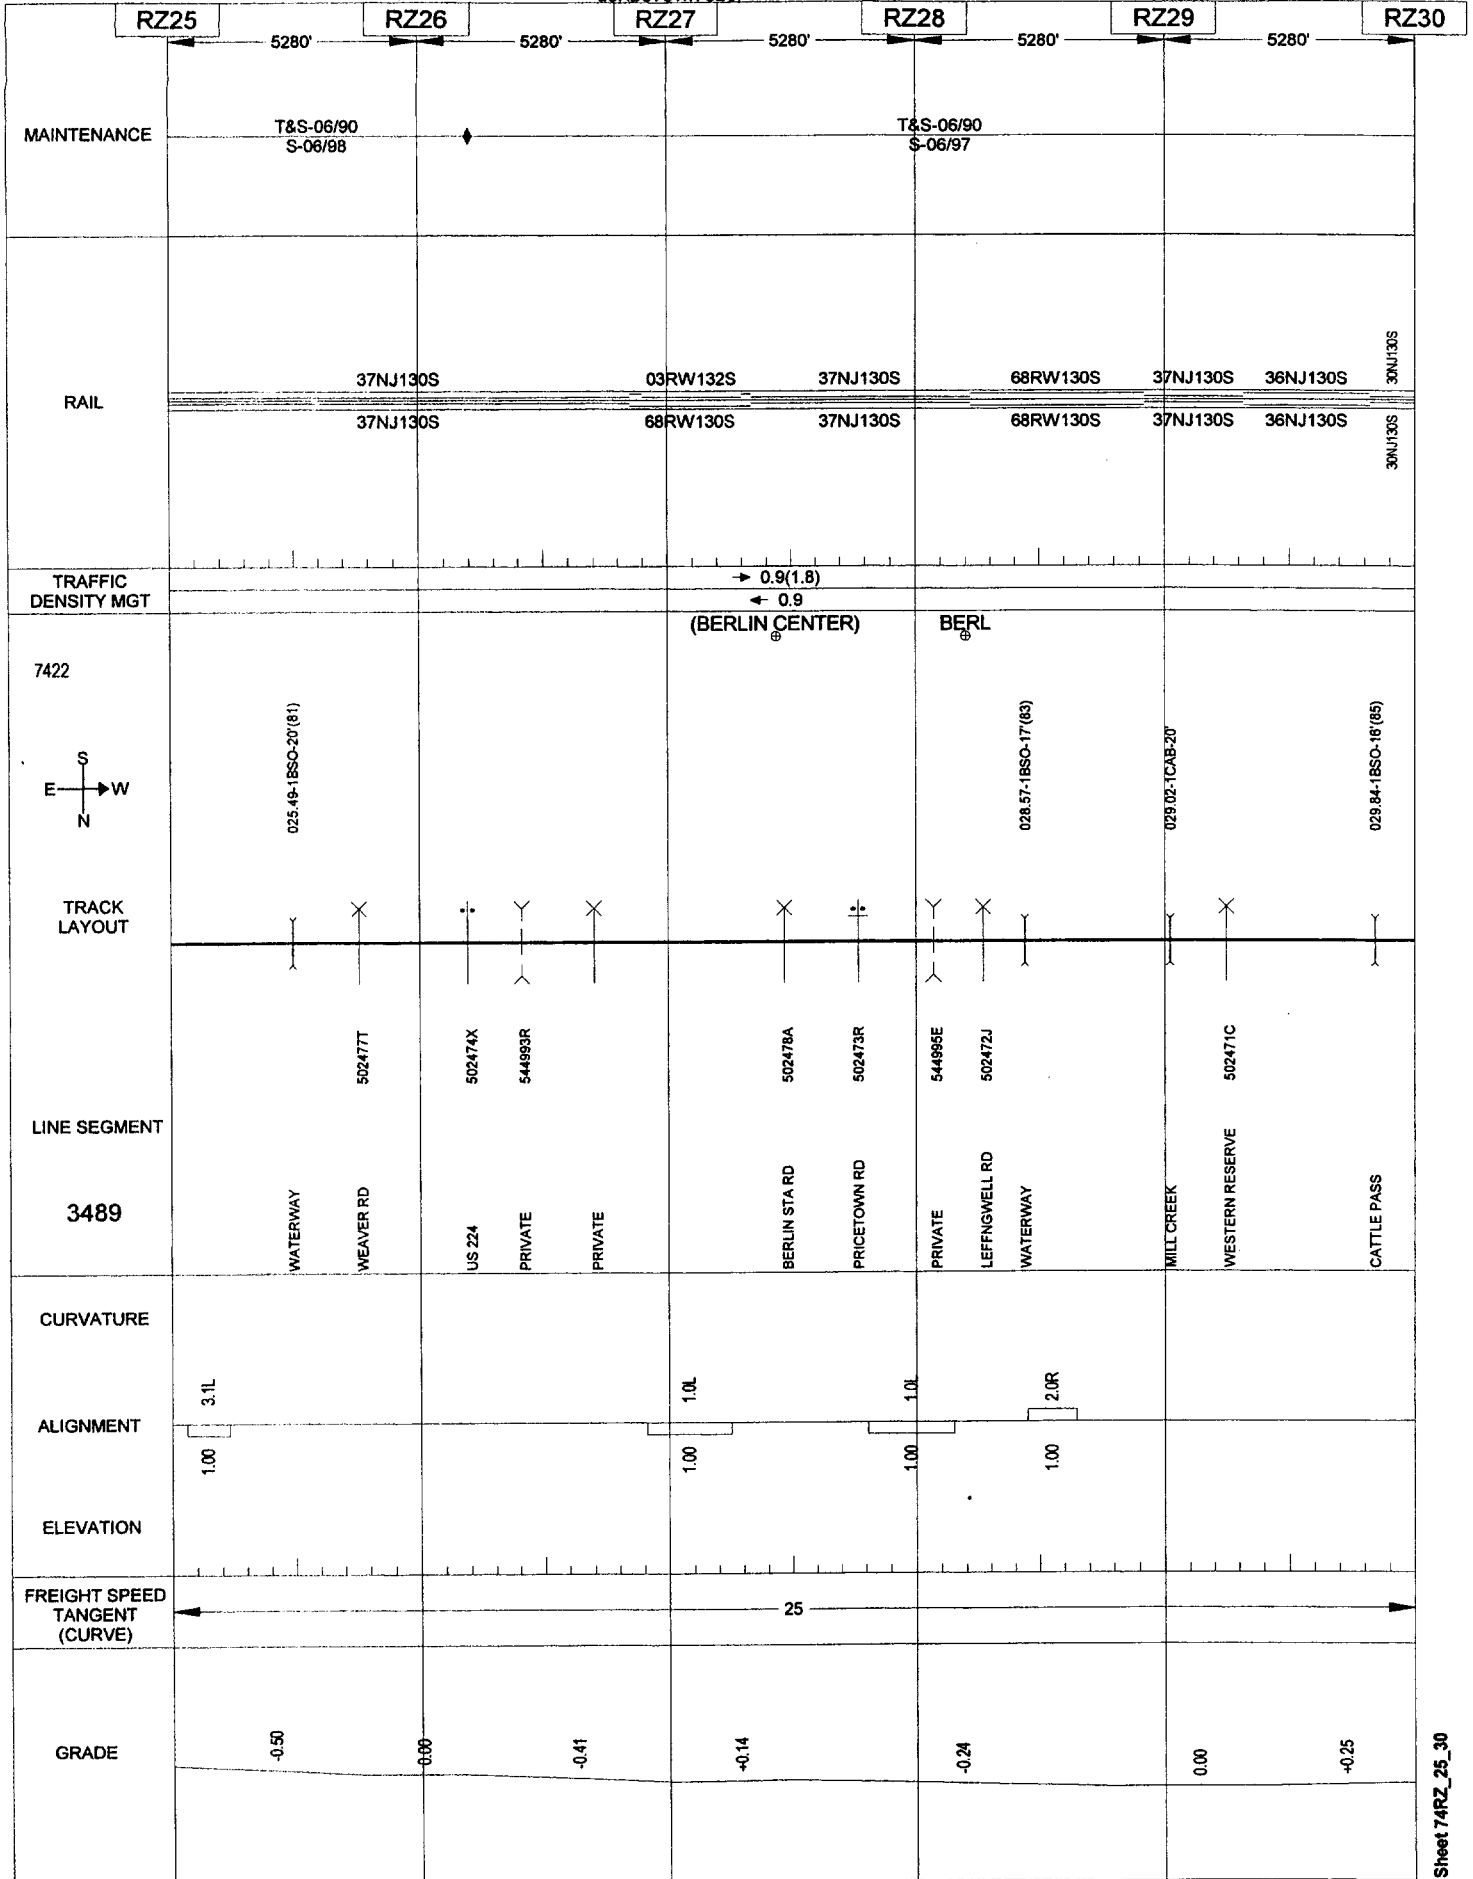 RZ25 RZ26 RZ27 RZ28 RZ29 RZ30
5280' 5280' 5280' 5280' 5280'
MAINTENANCE
T&S-06/90
S-06/98
T&S-06/90
S-06/97
RAIL
37NJ130S 03RW132S 37NJ130S 68RW130S 37NJ130S 36NJ130S 30NJ130S
37NJ130S 68RW130S 37NJ130S 68RW130S 37NJ130S 36NJ130S 30NJ130S
TRAFFIC
DENSITY MGT
0.9(1.8)
0.9
(BERLIN CENTER) BERL
7422
S
E W
N
025.49-1BSO-20'(81)
028.57-1BSO-17'(83)
029.02-1CAB-20'
029.84-1BSO-16'(85)
TRACK
LAYOUT
502477T
502474X
544993R
502478A
502473R
544995E
502472J
502471C
LINE SEGMENT
3489
WATERWAY
WEAVER RD
US 224
PRIVATE
PRIVATE
BERLIN STA RD
PRICETOWN RD
PRIVATE
LEFFNGWELL RD
WATERWAY
MILL CREEK
WESTERN RESERVE
CATTLE PASS
CURVATURE
3.1L 1.0L 1.0L 2.0R
ALIGNMENT
1.00 1.00 1.00 1.00
ELEVATION
FREIGHT SPEED
TANGENT
(CURVE)
25
GRADE
-0.50 0.00 -0.41 +0.14 -0.24 0.00 +0.25
Sheet 74RZ_25_30